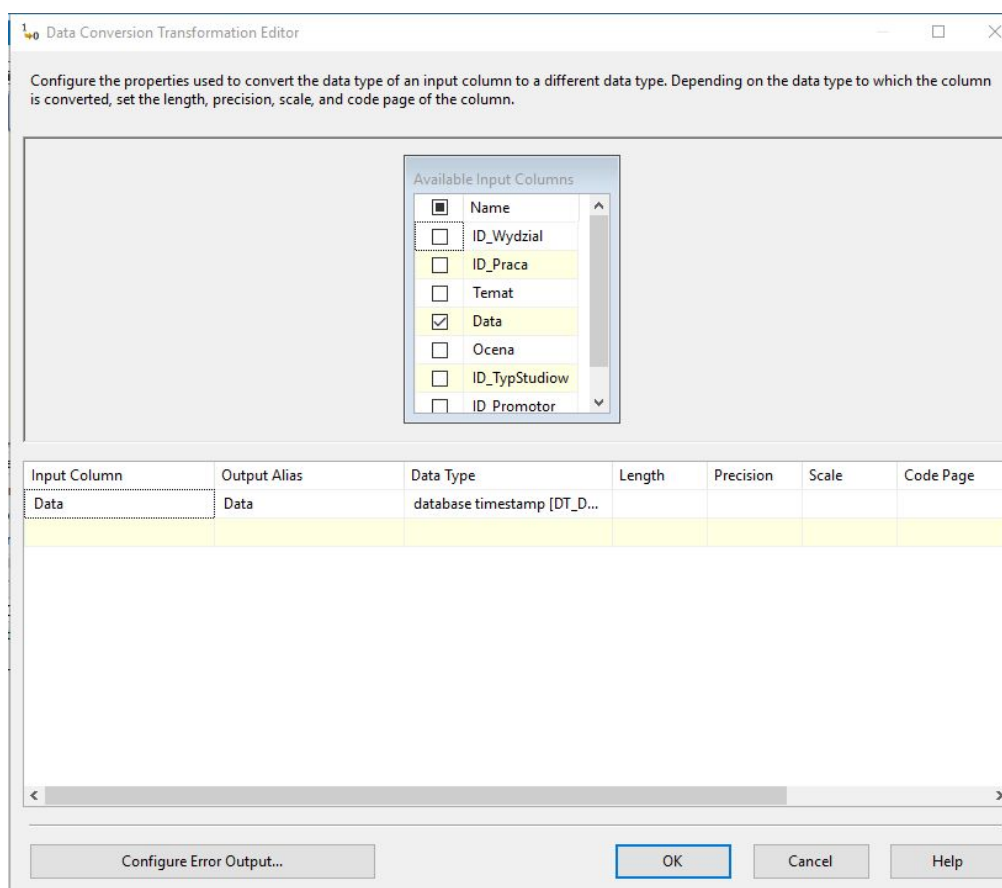 Data Conversion Transformation Editor
Configure the properties used to convert the data type of an input column to a different data type. Depending on the data type to which the column
is converted, set the length, precision, scale, and code page of the column.
Available Input Columns
Name
ID_Wydzial
ID_Praca
Temat
Data
Ocena
ID_TypStudiow
ID_Promotor
Input Column Output Alias Data Type Length Precision Scale Code Page
Data Data database timestamp [DT_D...
Configure Error Output... OK Cancel Help